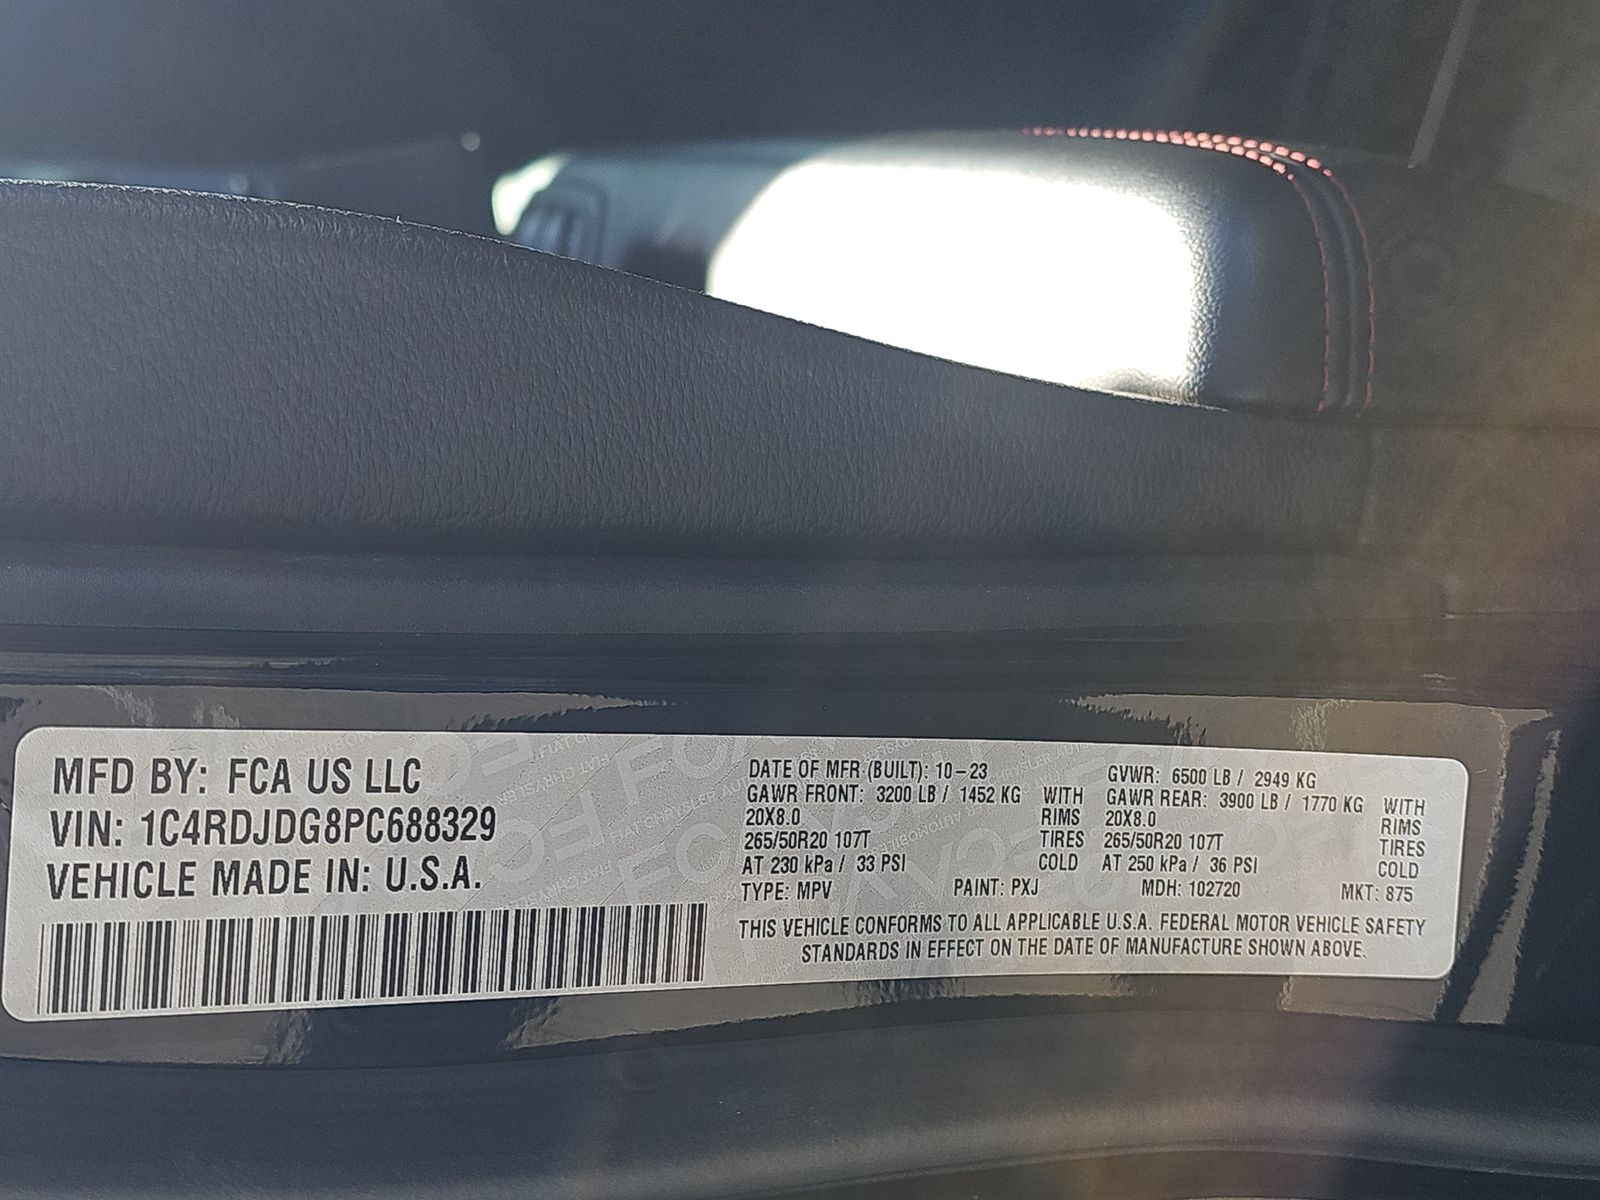 MFD BY: FCA US LLC
VIN: 1C4RDJDG8PC688329
VEHICLE MADE IN: U.S.A.
DATE OF MFR (BUILT): 10-23 GVWR: 6500 LB / 2949 KG
GAWR FRONT: 3200 LB / 1452 KG WITH GAWR REAR: 3900 LB / 1770 KG WITH
20X8.0 RIMS 20X8.0 RIMS
265/50R20 107T TIRES 265/50R20 107T TIRES
AT 230 kPa / 33 PSI COLD AT 250 kPa / 36 PSI COLD
TYPE: MPV PAINT: PXJ MDH: 102720 MKT: 875
THIS VEHICLE CONFORMS TO ALL APPLICABLE U.S.A. FEDERAL MOTOR VEHICLE SAFETY
STANDARDS IN EFFECT ON THE DATE OF MANUFACTURE SHOWN ABOVE.